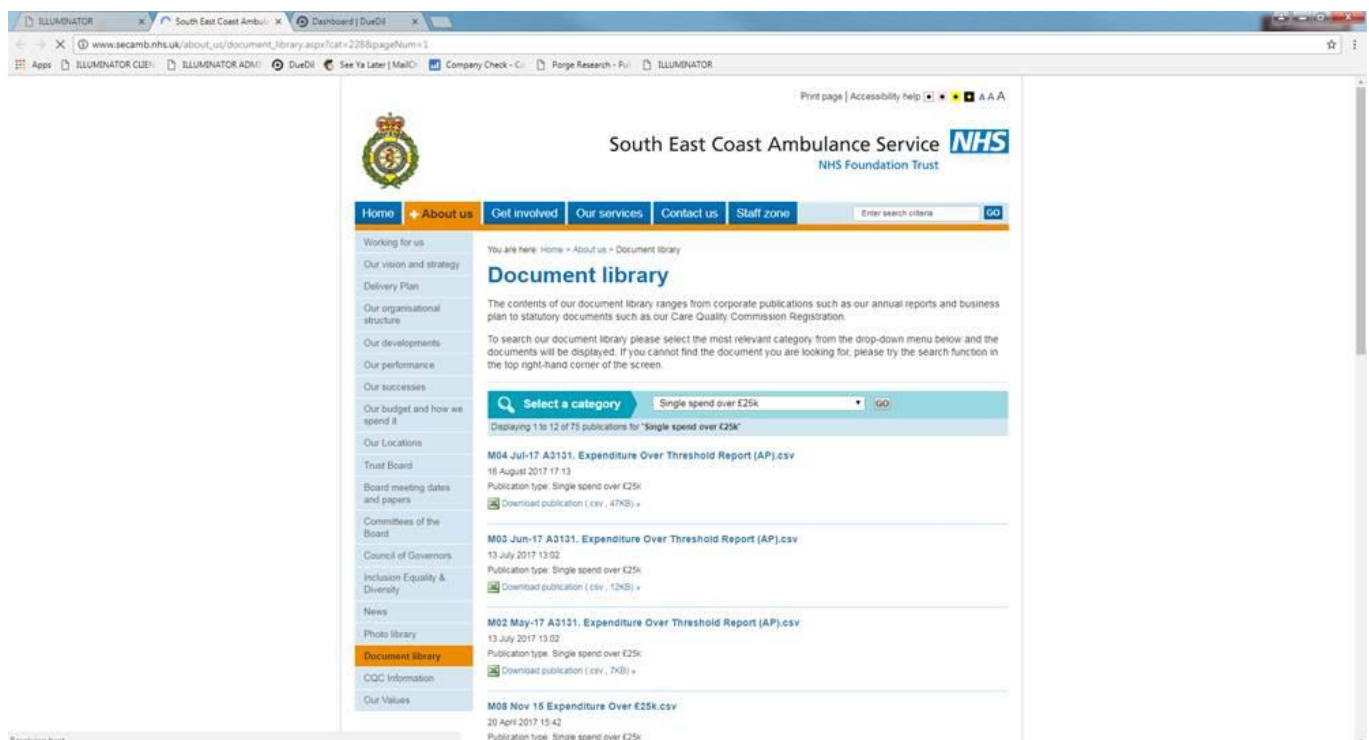 ILLUMINATOR
South East Coast Ambul
Dashboard | DueDil
www.secamb.nhs.uk/about_us/document_library.aspx?cat=228&pageNum=1
Apps
ILLUMINATOR CLIEN
ILLUMINATOR ADMI
DueDil
See Ya Later | MailCh
Company Check - C
Porge Research - Full
ILLUMINATOR
Print page | Accessibility help
A A A
South East Coast Ambulance Service NHS
NHS Foundation Trust
Home
+ About us
Get involved
Our services
Contact us
Staff zone
Enter search criteria
GO
Working for us
Our vision and strategy
Delivery Plan
Our organisational
structure
Our developments
Our performance
Our successes
Our budget and how we
spend it
Our Locations
Trust Board
Board meeting dates
and papers
Committees of the
Board
Council of Governors
Inclusion Equality &
Diversity
News
Photo library
Document library
CQC Information
Our Values
You are here: Home > About us > Document library
Document library
The contents of our document library ranges from corporate publications such as our annual reports and business
plan to statutory documents such as our Care Quality Commission Registration.
To search our document library please select the most relevant category from the drop-down menu below and the
documents will be displayed. If you cannot find the document you are looking for, please try the search function in
the top right-hand corner of the screen.
Select a category
Single spend over £25k
GO
Displaying 1 to 12 of 75 publications for "Single spend over £25k"
M04 Jul-17 A3131. Expenditure Over Threshold Report (AP).csv
16 August 2017 17:13
Publication type: Single spend over £25k
Download publication (.csv , 47KB) »
M03 Jun-17 A3131. Expenditure Over Threshold Report (AP).csv
13 July 2017 13:02
Publication type: Single spend over £25k
Download publication (.csv , 12KB) »
M02 May-17 A3131. Expenditure Over Threshold Report (AP).csv
13 July 2017 13:02
Publication type: Single spend over £25k
Download publication (.csv , 7KB) »
M08 Nov 15 Expenditure Over £25k.csv
20 April 2017 15:42
Publication type: Single spend over £25k